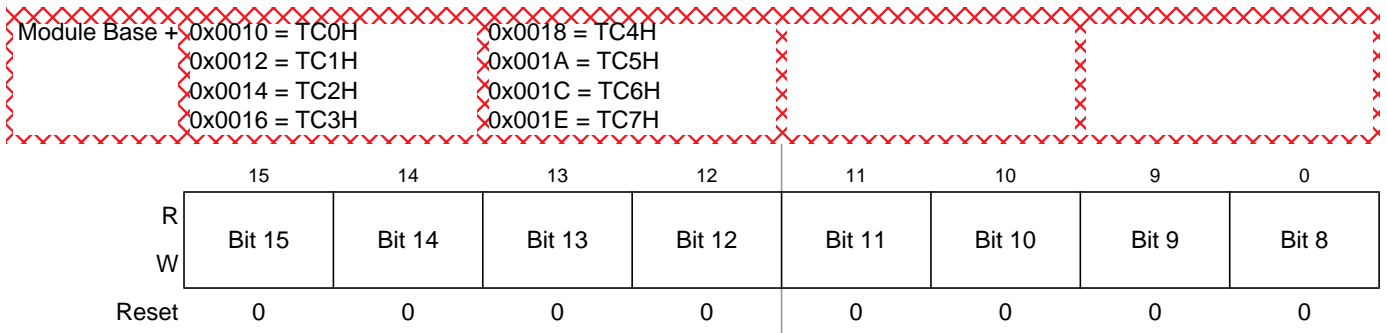 Module Base + 0x0010 = TC0H 0x0018 = TC4H
0x0012 = TC1H 0x001A = TC5H
0x0014 = TC2H 0x001C = TC6H
0x0016 = TC3H 0x001E = TC7H
15 14 13 12 11 10 9 0
R
Bit 15 Bit 14 Bit 13 Bit 12 Bit 11 Bit 10 Bit 9 Bit 8
W
Reset 0 0 0 0 0 0 0 0